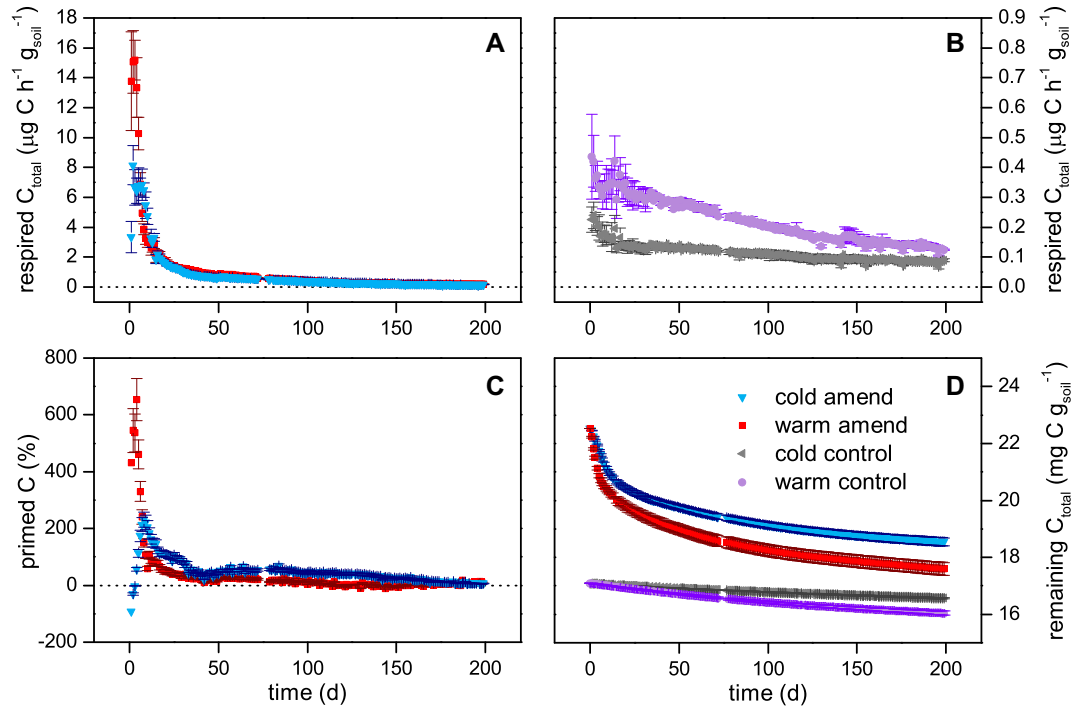 A
respired C_total (µg C h⁻¹ g_soil⁻¹)
18
16
14
12
10
8
6
4
2
0
0 50 100 150 200
B
respired C_total (µg C h⁻¹ g_soil⁻¹)
0.9
0.8
0.7
0.6
0.5
0.4
0.3
0.2
0.1
0.0
0 50 100 150 200
C
primed C (%)
800
600
400
200
0
-200
0 50 100 150 200
time (d)
D
cold amend
warm amend
cold control
warm control
remaining C_total (mg C g_soil⁻¹)
24
22
20
18
16
0 50 100 150 200
time (d)